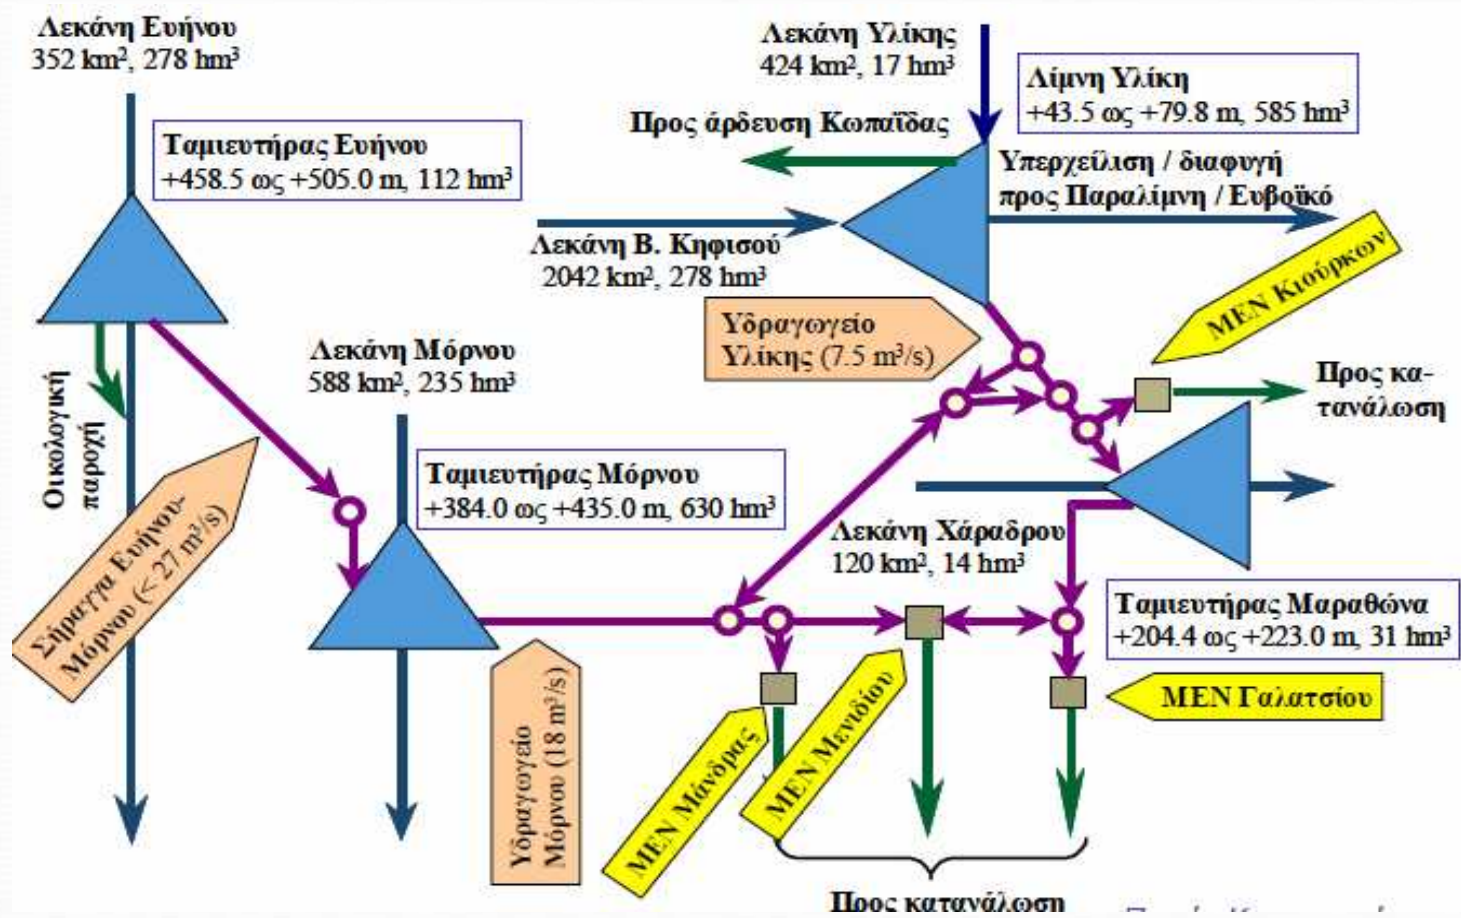 Λεκάνη Ευήνου
352 km², 278 hm³
Ταμιευτήρας Ευήνου
+458.5 ως +505.0 m, 112 hm³
Οικολογική
παροχή
Σήραγγα Ευήνου-
Μόρνου (< 27 m³/s)
Λεκάνη Μόρνου
588 km², 235 hm³
Ταμιευτήρας Μόρνου
+384.0 ως +435.0 m, 630 hm³
Υδραγωγείο
Μόρνου (18 m³/s)
Λεκάνη Υλίκης
424 km², 17 hm³
Λίμνη Υλίκη
+43.5 ως +79.8 m, 585 hm³
Προς άρδευση Κωπαΐδας
Υπερχείλιση / διαφυγή
προς Παραλίμνη / Ευβοϊκό
Λεκάνη Β. Κηφισού
2042 km², 278 hm³
Υδραγωγείο
Υλίκης (7.5 m³/s)
ΜΕΝ Κιούρκων
Προς κα-
τανάλωση
Λεκάνη Χάραδρου
120 km², 14 hm³
Ταμιευτήρας Μαραθώνα
+204.4 ως +223.0 m, 31 hm³
ΜΕΝ Γαλατσίου
ΜΕΝ Μάνδρας
ΜΕΝ Μενιδίου
Προς κατανάλωση